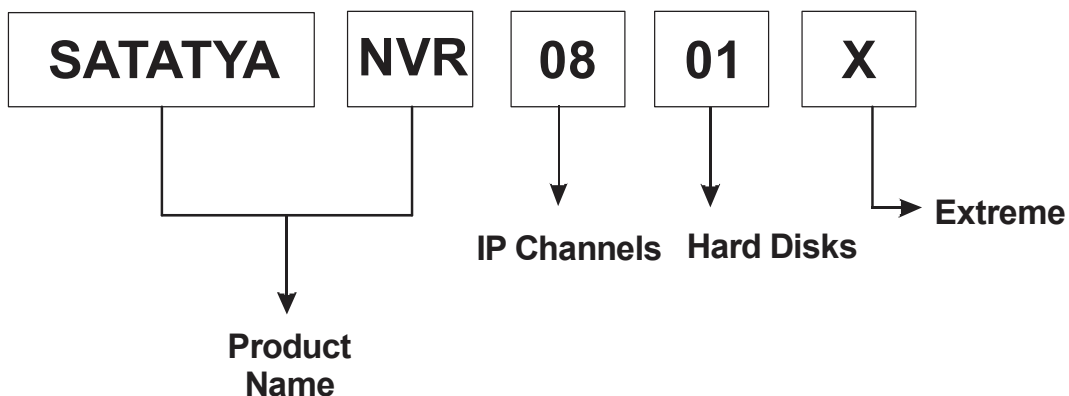 SATATYA NVR 08 01 X
Extreme
IP Channels Hard Disks
Product
Name